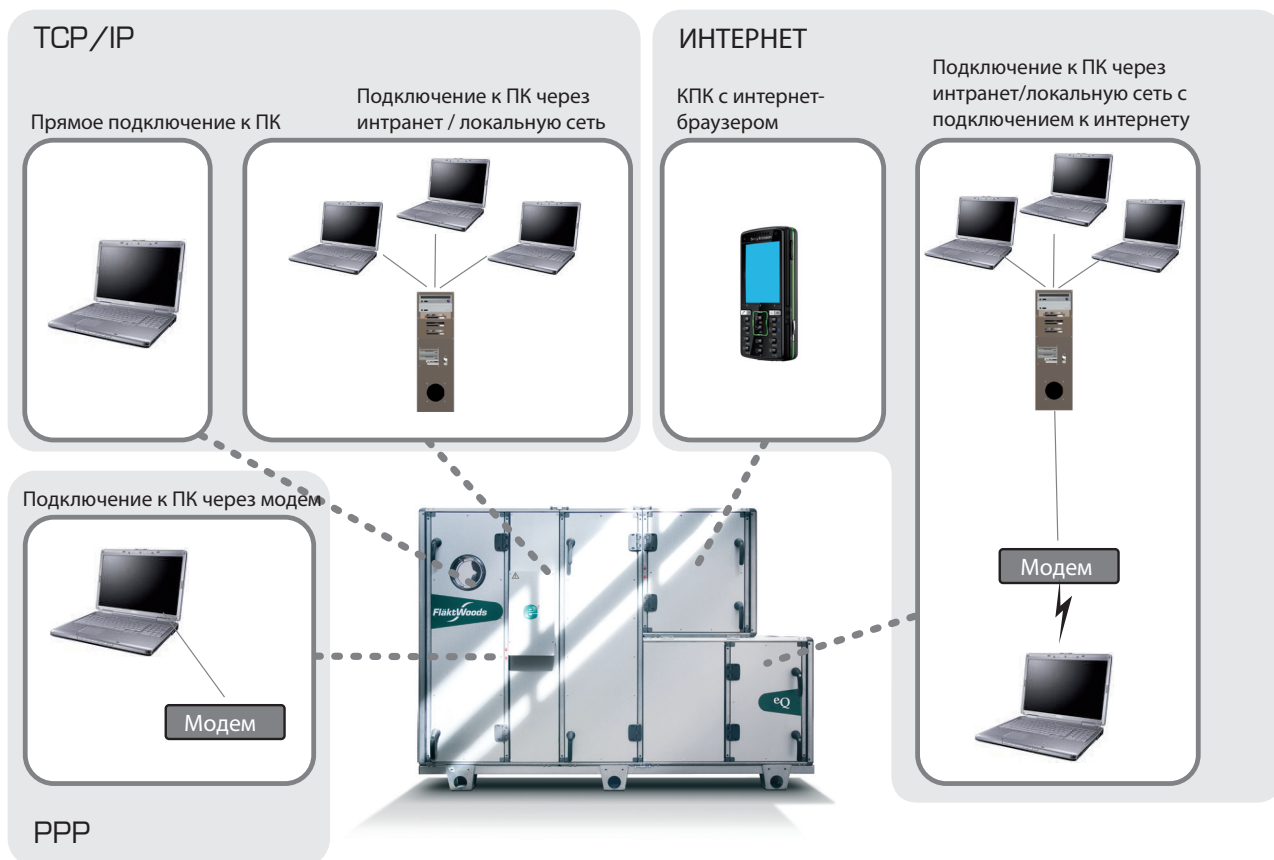 TCP/IP
Прямое подключение к ПК
Подключение к ПК через
интранет / локальную сеть
ИНТЕРНЕТ
КПК с интернет-
браузером
Подключение к ПК через
интранет/локальную сеть с
подключением к интернету
Модем
Подключение к ПК через модем
Модем
PPP
FläktWoods
e
eQ